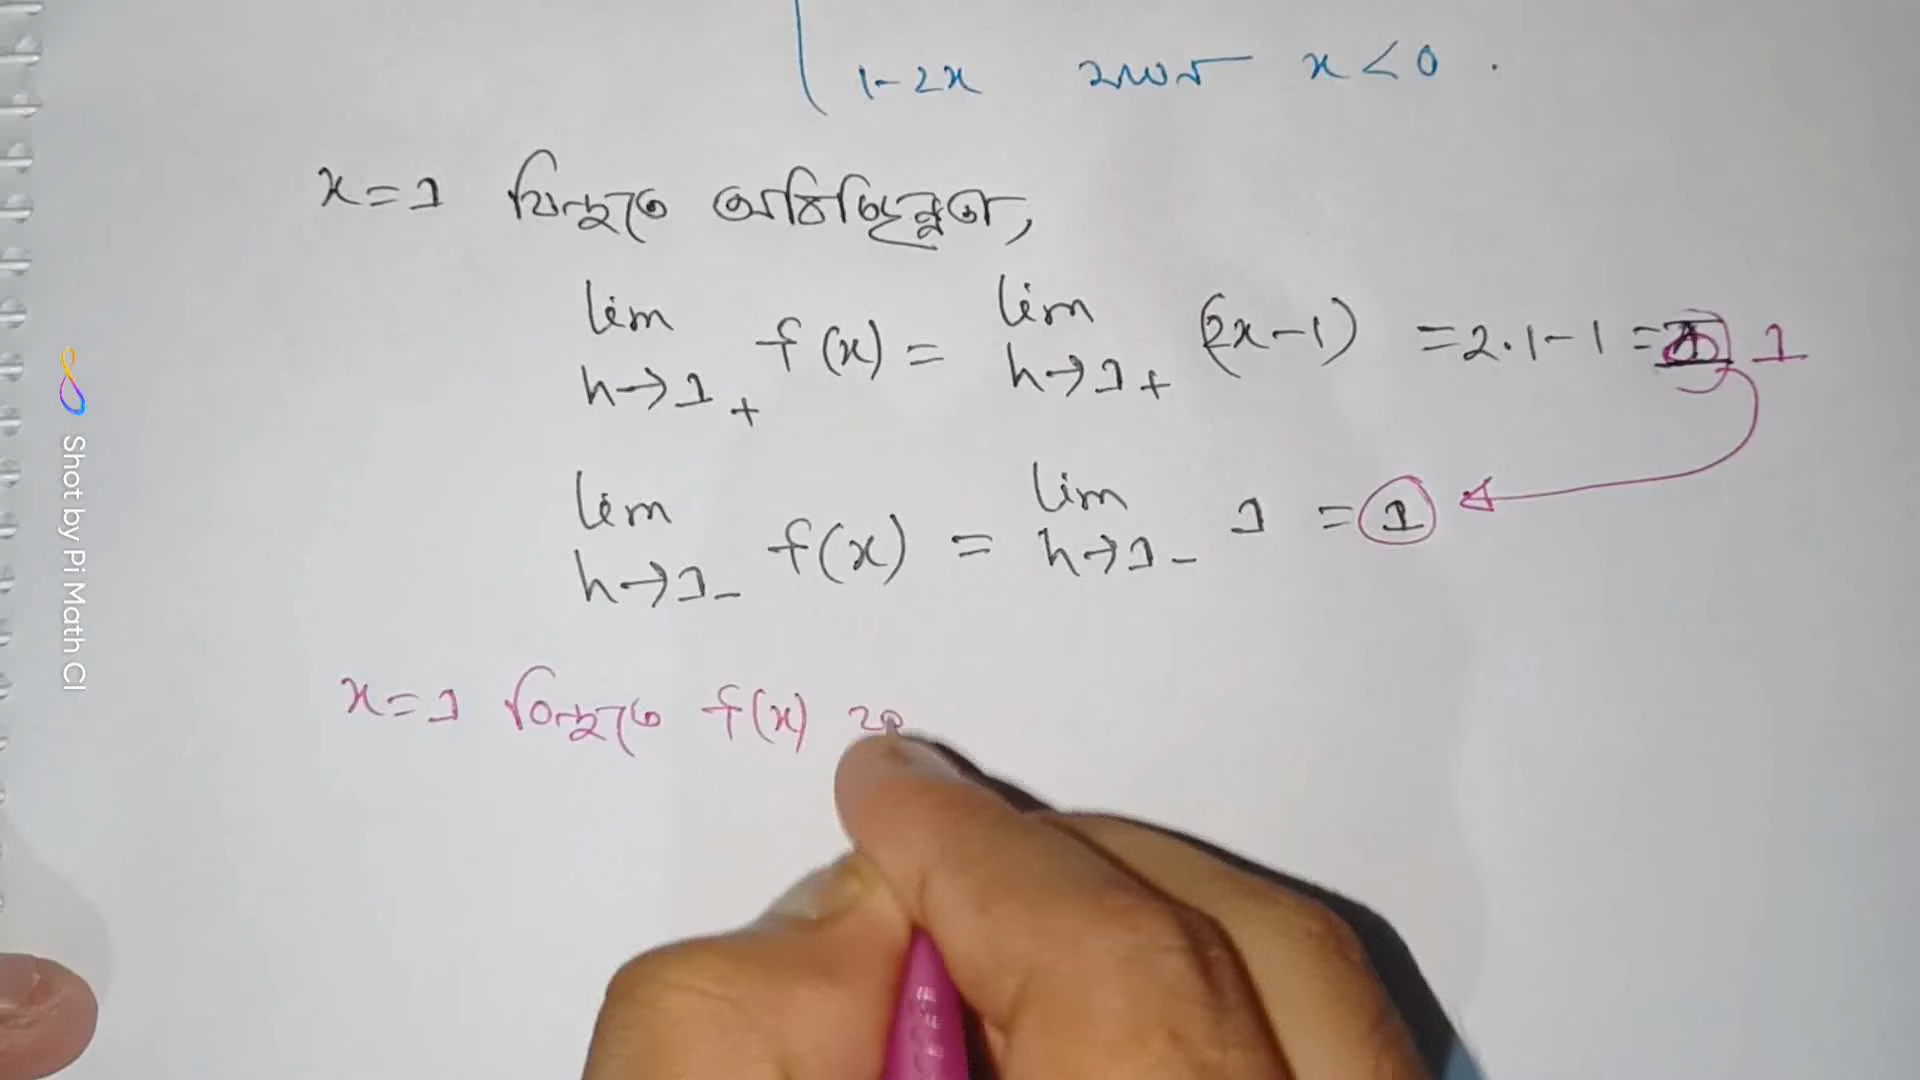 1-2x যখন x<0 .
x=1 বিন্দুতে অবিচ্ছিন্নতা,
lim h→1+ f(x) = lim h→1+ (2x-1) = 2.1-1 = 1
lim h→1- f(x) = lim h→1- 1 = 1
x=1 বিন্দুতে f(x)
Shot by Pi Math Cl